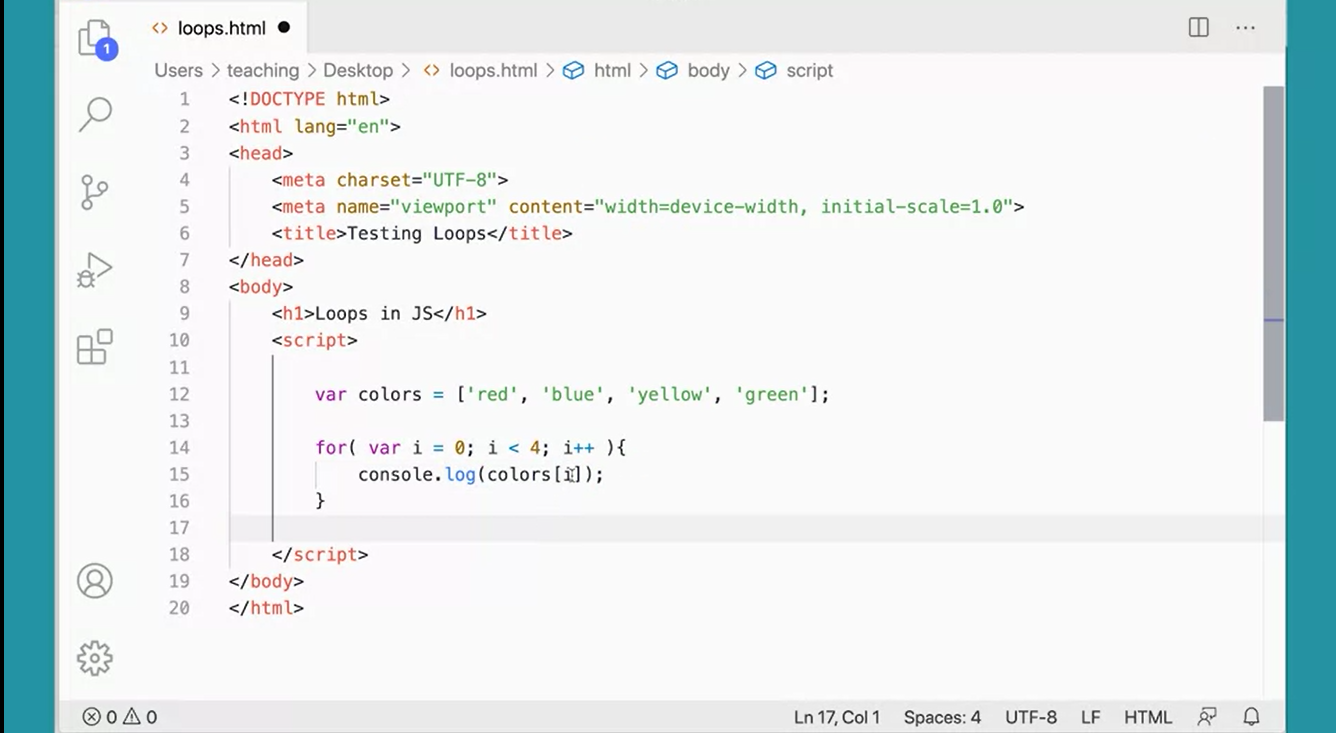 loops.html
1
Users > teaching > Desktop > loops.html > html > body > script
1 <!DOCTYPE html>
2 <html lang="en">
3 <head>
4     <meta charset="UTF-8">
5     <meta name="viewport" content="width=device-width, initial-scale=1.0">
6     <title>Testing Loops</title>
7 </head>
8 <body>
9     <h1>Loops in JS</h1>
10     <script>
11
12         var colors = ['red', 'blue', 'yellow', 'green'];
13
14         for( var i = 0; i < 4; i++ ){
15             console.log(colors[i]);
16         }
17
18     </script>
19 </body>
20 </html>
0 0 Ln 17, Col 1 Spaces: 4 UTF-8 LF HTML